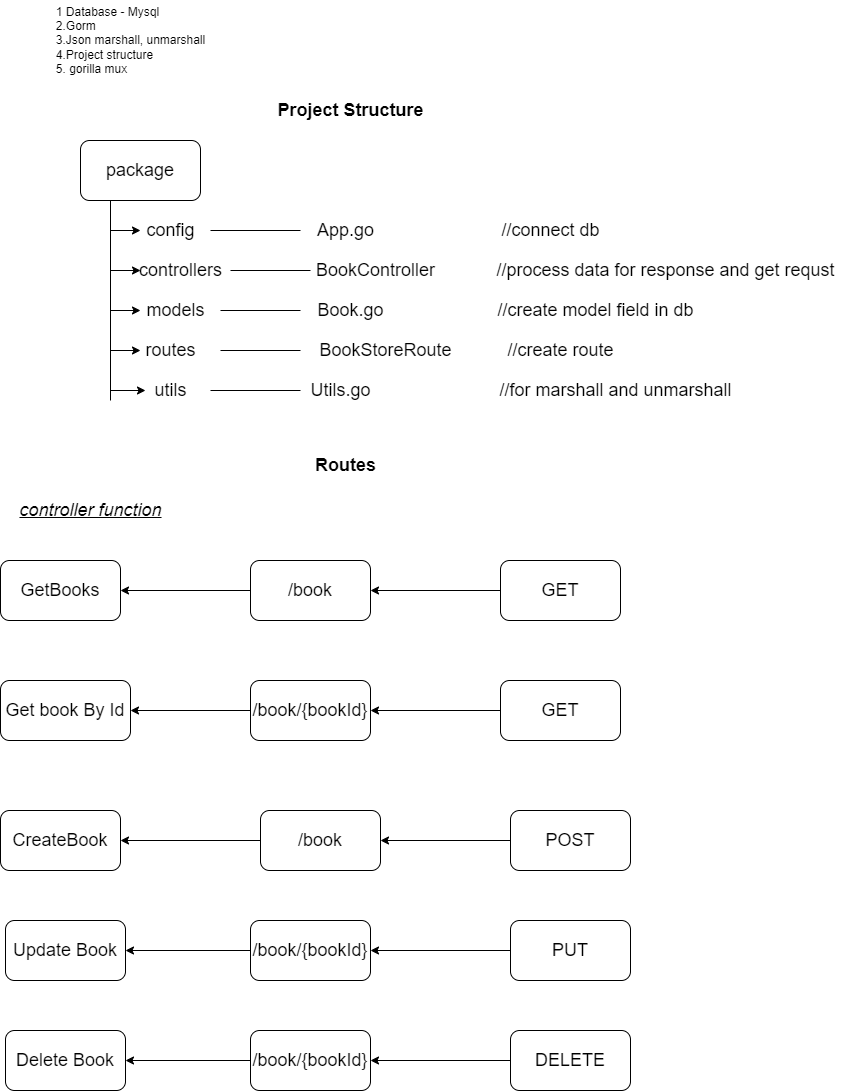 1 Database - Mysql
2.Gorm
3.Json marshall, unmarshall
4.Project structure
5. gorilla mux
Project Structure
package
config App.go //connect db
controllers BookController //process data for response and get requst
models Book.go //create model field in db
routes BookStoreRoute //create route
utils Utils.go //for marshall and unmarshall
Routes
controller function
GetBooks /book GET
Get book By Id /book/{bookId} GET
CreateBook /book POST
Update Book /book/{bookId} PUT
Delete Book /book/{bookId} DELETE